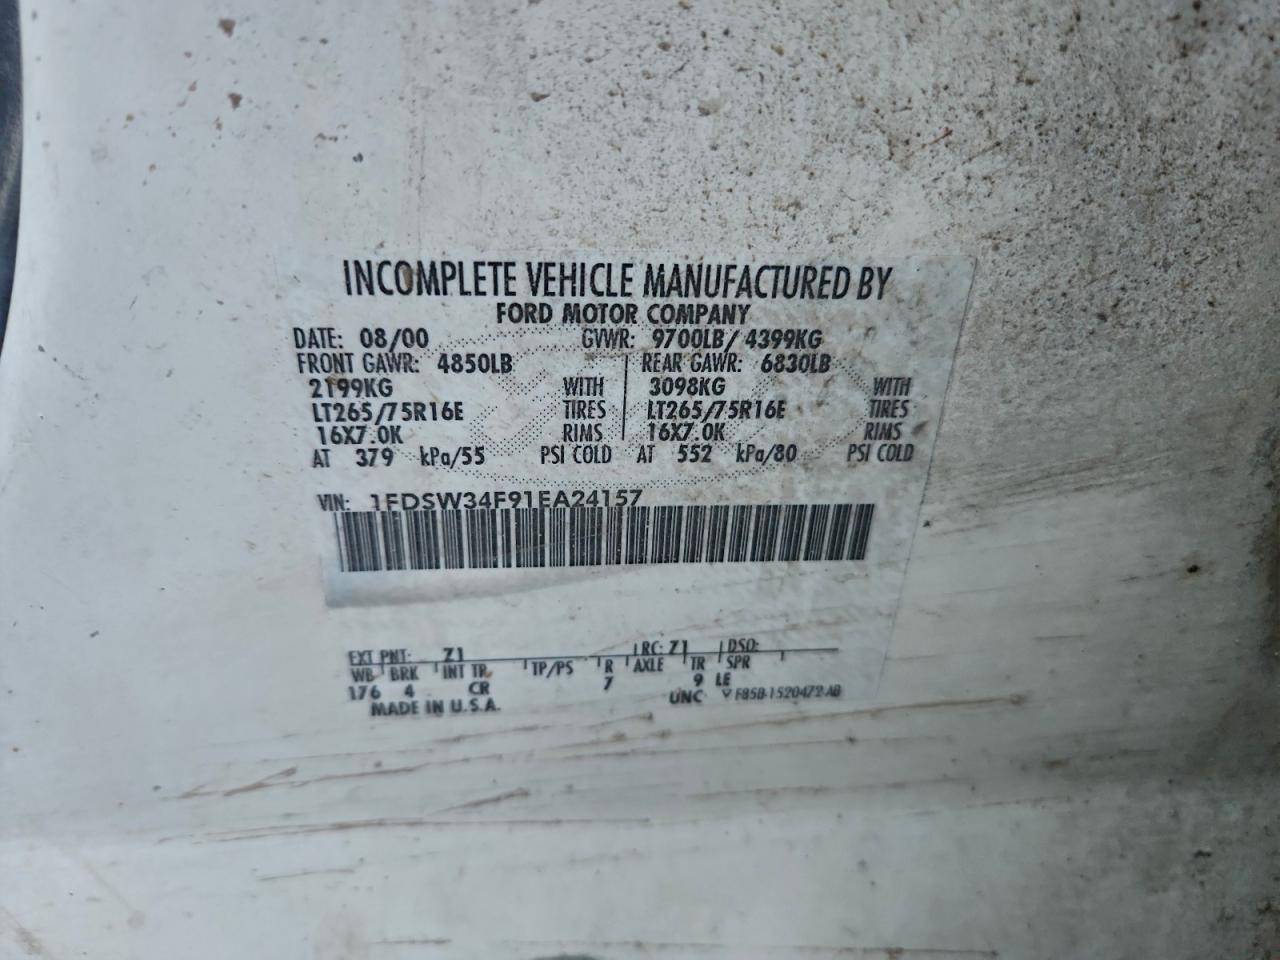 INCOMPLETE VEHICLE MANUFACTURED BY
FORD MOTOR COMPANY
DATE: 08/00 GVWR: 9700LB/ 4399KG
FRONT GAWR: 4850LB REAR GAWR: 6830LB
2199KG WITH 3098KG WITH
LT265/75R16E TIRES LT265/75R16E TIRES
16X7.0K RIMS 16X7.0K RIMS
AT 379 kPa/55 PSI COLD AT 552 kPa/80 PSI COLD
VIN: 1FDSW34F91EA24157
EXT PNT: Z1 RC: 71 DSO:
WB BRK INT TR TP/PS R AXLE TR SPR
176 4 CR 7 9 LE
MADE IN U.S.A. UNC F85B-1520472-AB